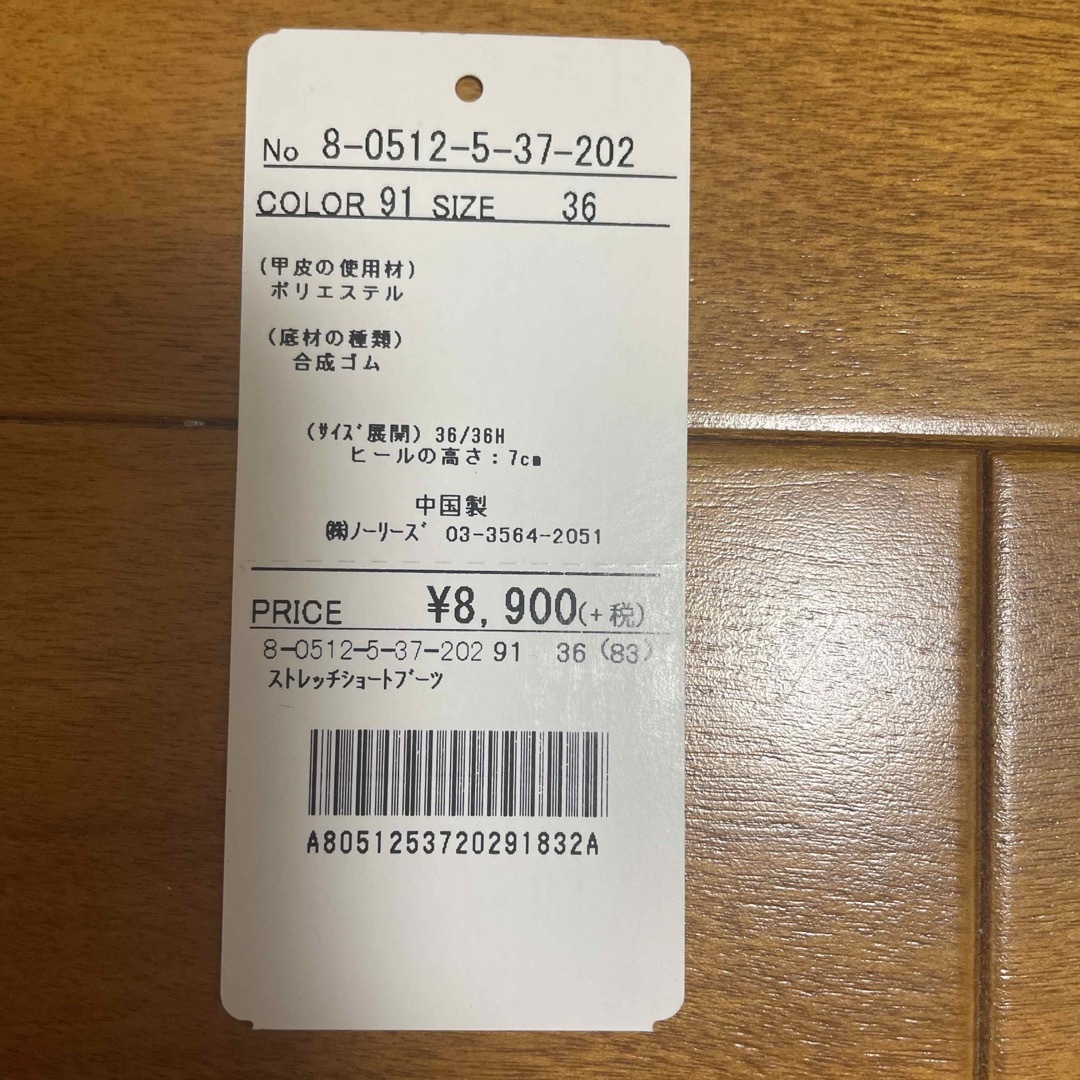 No 8-0512-5-37-202
COLOR 91 SIZE 36
(甲皮の使用材)
ポリエステル
(底材の種類)
合成ゴム
(ｻｲｽﾞ展開) 36/36H
ヒールの高さ:7cm
中国製
㈱ﾉｰﾘｰｽﾞ 03-3564-2051
PRICE ¥8,900(+税)
8-0512-5-37-202 91 36 (83)
ｽﾄﾚｯﾁｼｮｰﾄﾌﾞｰﾂ
A8051253720291832A